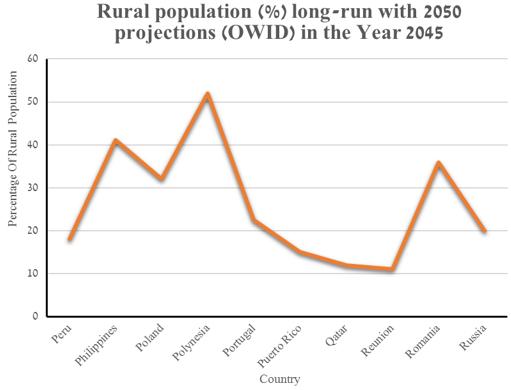 Rural population (%) long-run with 2050
projections (OWID) in the Year 2045
Percentage Of Rural Population
60
50
40
30
20
10
0
Peru
Philippines
Poland
Polynesia
Portugal
Puerto Rico
Qatar
Reunion
Romania
Russia
Country